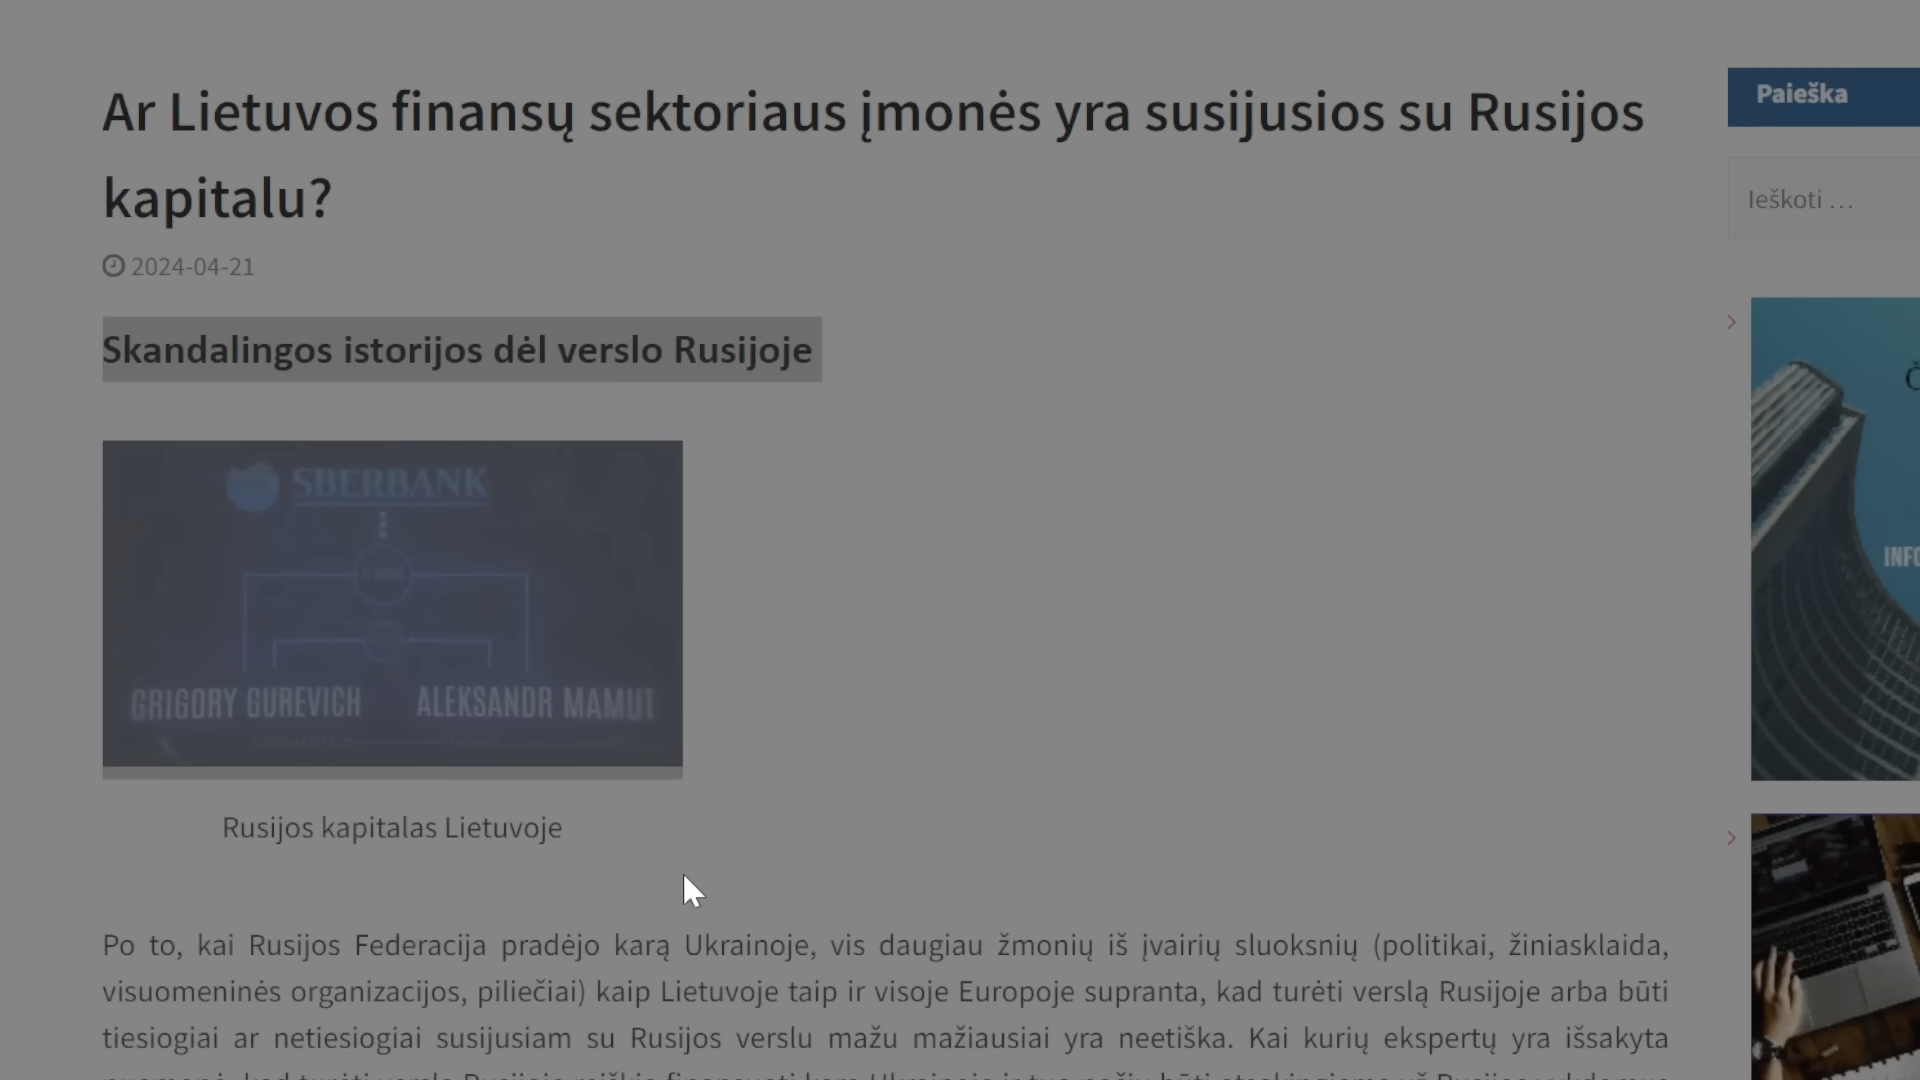 Ar Lietuvos finansų sektoriaus įmonės yra susijusios su Rusijos
kapitalu?
2024-04-21
Skandalingos istorijos dėl verslo Rusijoje
SBERBANK
GRIGORY GUREVICH ALEKSANDR MAMUT
Rusijos kapitalas Lietuvoje
Po to, kai Rusijos Federacija pradėjo karą Ukrainoje, vis daugiau žmonių iš įvairių sluoksnių (politikai, žiniasklaida,
visuomeninės organizacijos, piliečiai) kaip Lietuvoje taip ir visoje Europoje supranta, kad turėti verslą Rusijoje arba būti
tiesiogiai ar netiesiogiai susijusiam su Rusijos verslu mažu mažiausiai yra neetiška. Kai kurių ekspertų yra išsakyta
Paieška
Ieškoti …